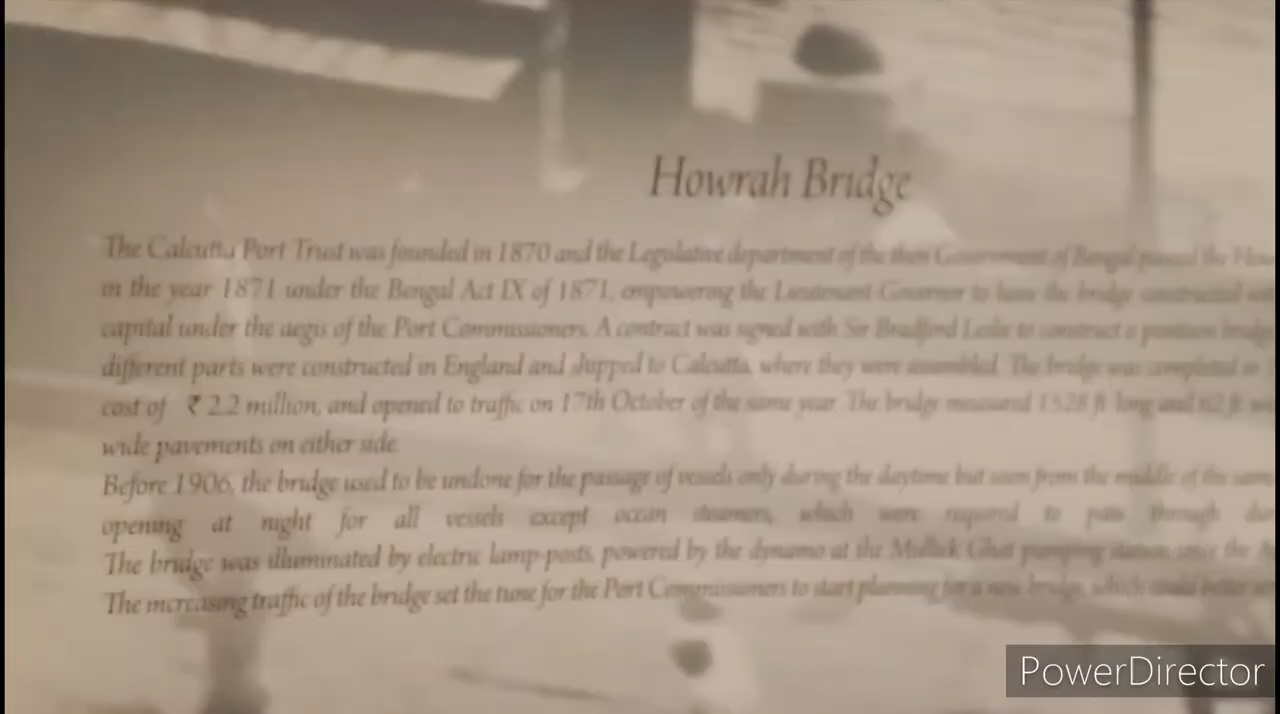 Howrah Bridge
The Calcutta Port Trust was founded in 1870 and the Legislative department of the then Government of Bengal passed the
in the year 1871 under the Bengal Act IX of 1871, empowering the Lieutenant Governor to have the bridge constructed
capital under the aegis of the Port Commissioners. A contract was signed with Sir Bradford Leslie to construct a pontoon
different parts were constructed in England and shipped to Calcutta, where they were assembled. The bridge was completed in
cost of ₹ 2.2 million, and opened to traffic on 17th October of the same year. The bridge measured 1528 ft. long and 62 ft.
wide pavements on either side.
Before 1906, the bridge used to be undone for the passage of vessels only during the daytime but soon from the middle of the same
opening at night for all vessels except ocean steamers, which were required to pass through
The bridge was illuminated by electric lamp-posts, powered by the dynamo at the Mullick Ghat pumping station, since the
The increasing traffic of the bridge set the tune for the Port Commissioners to start planning for a new bridge, which could better
PowerDirector